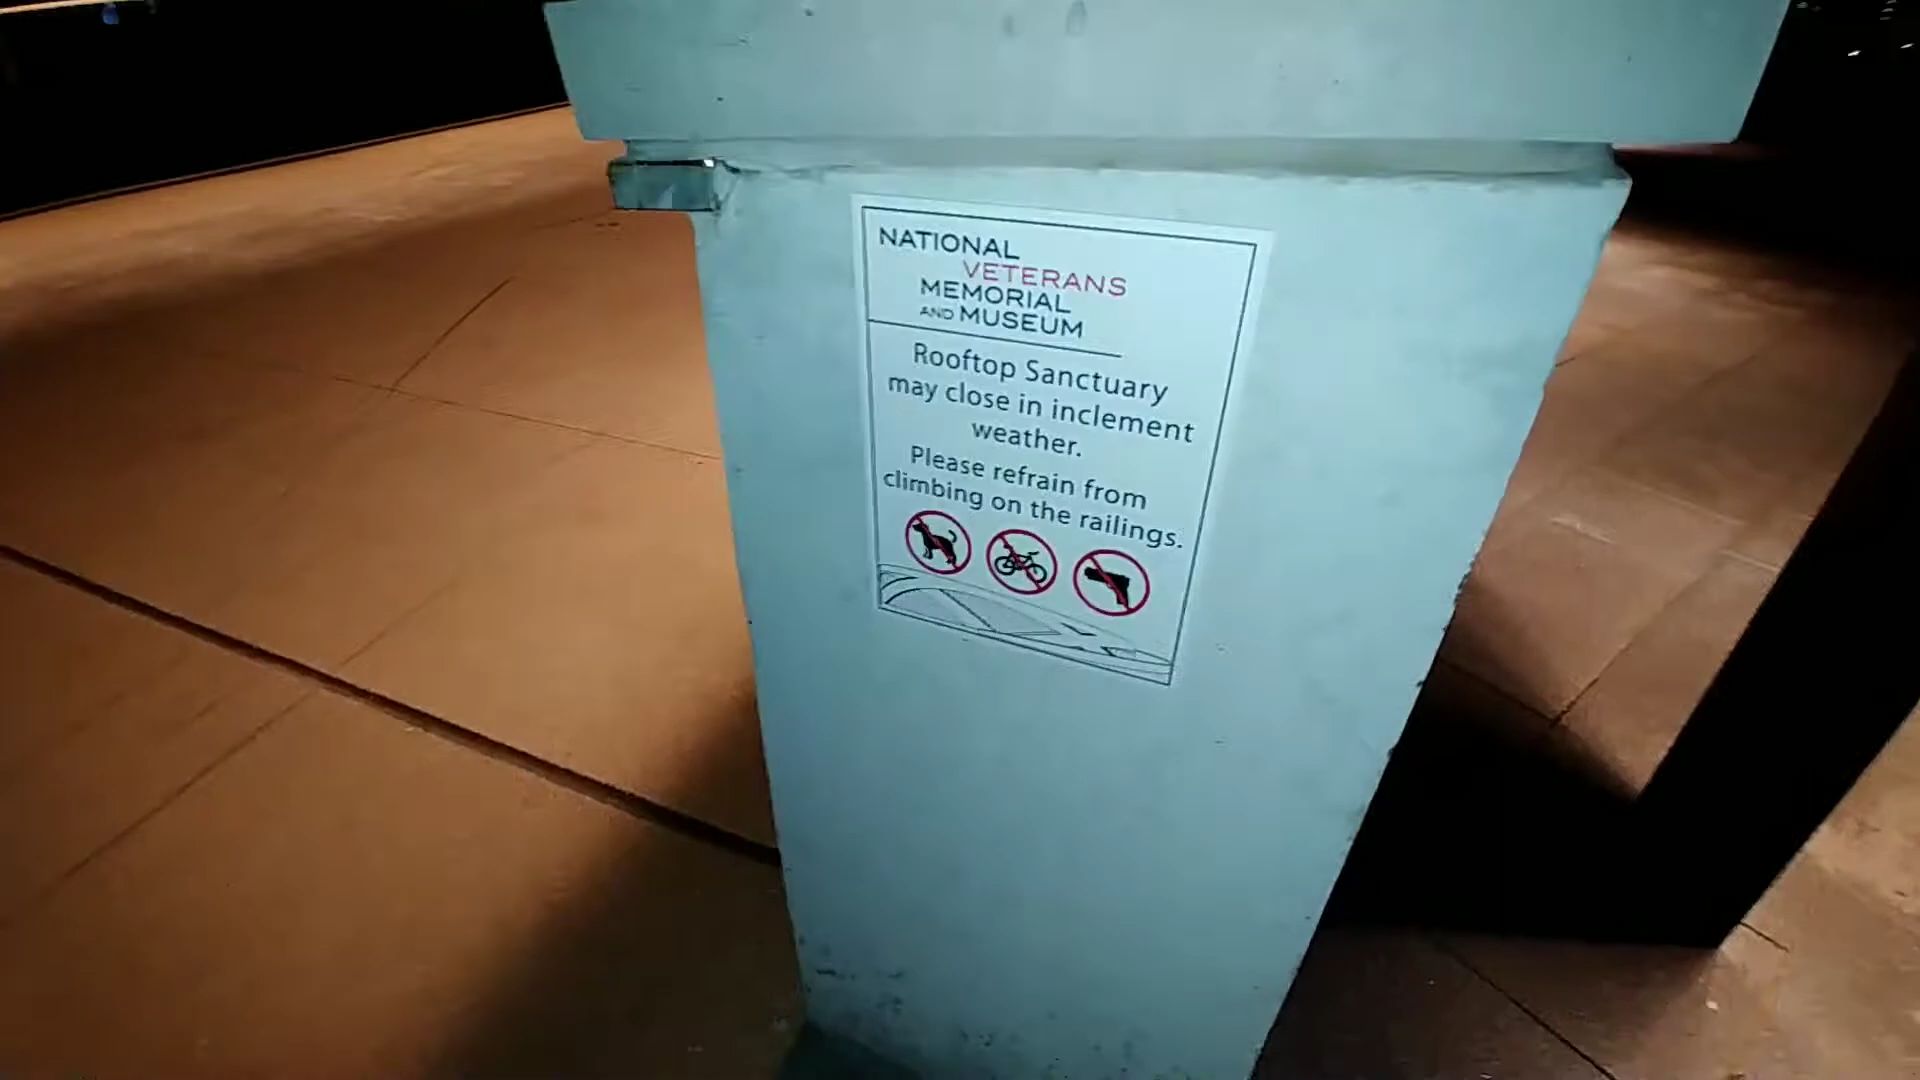 NATIONAL
VETERANS
MEMORIAL
AND MUSEUM
Rooftop Sanctuary
may close in inclement
weather.
Please refrain from
climbing on the railings.